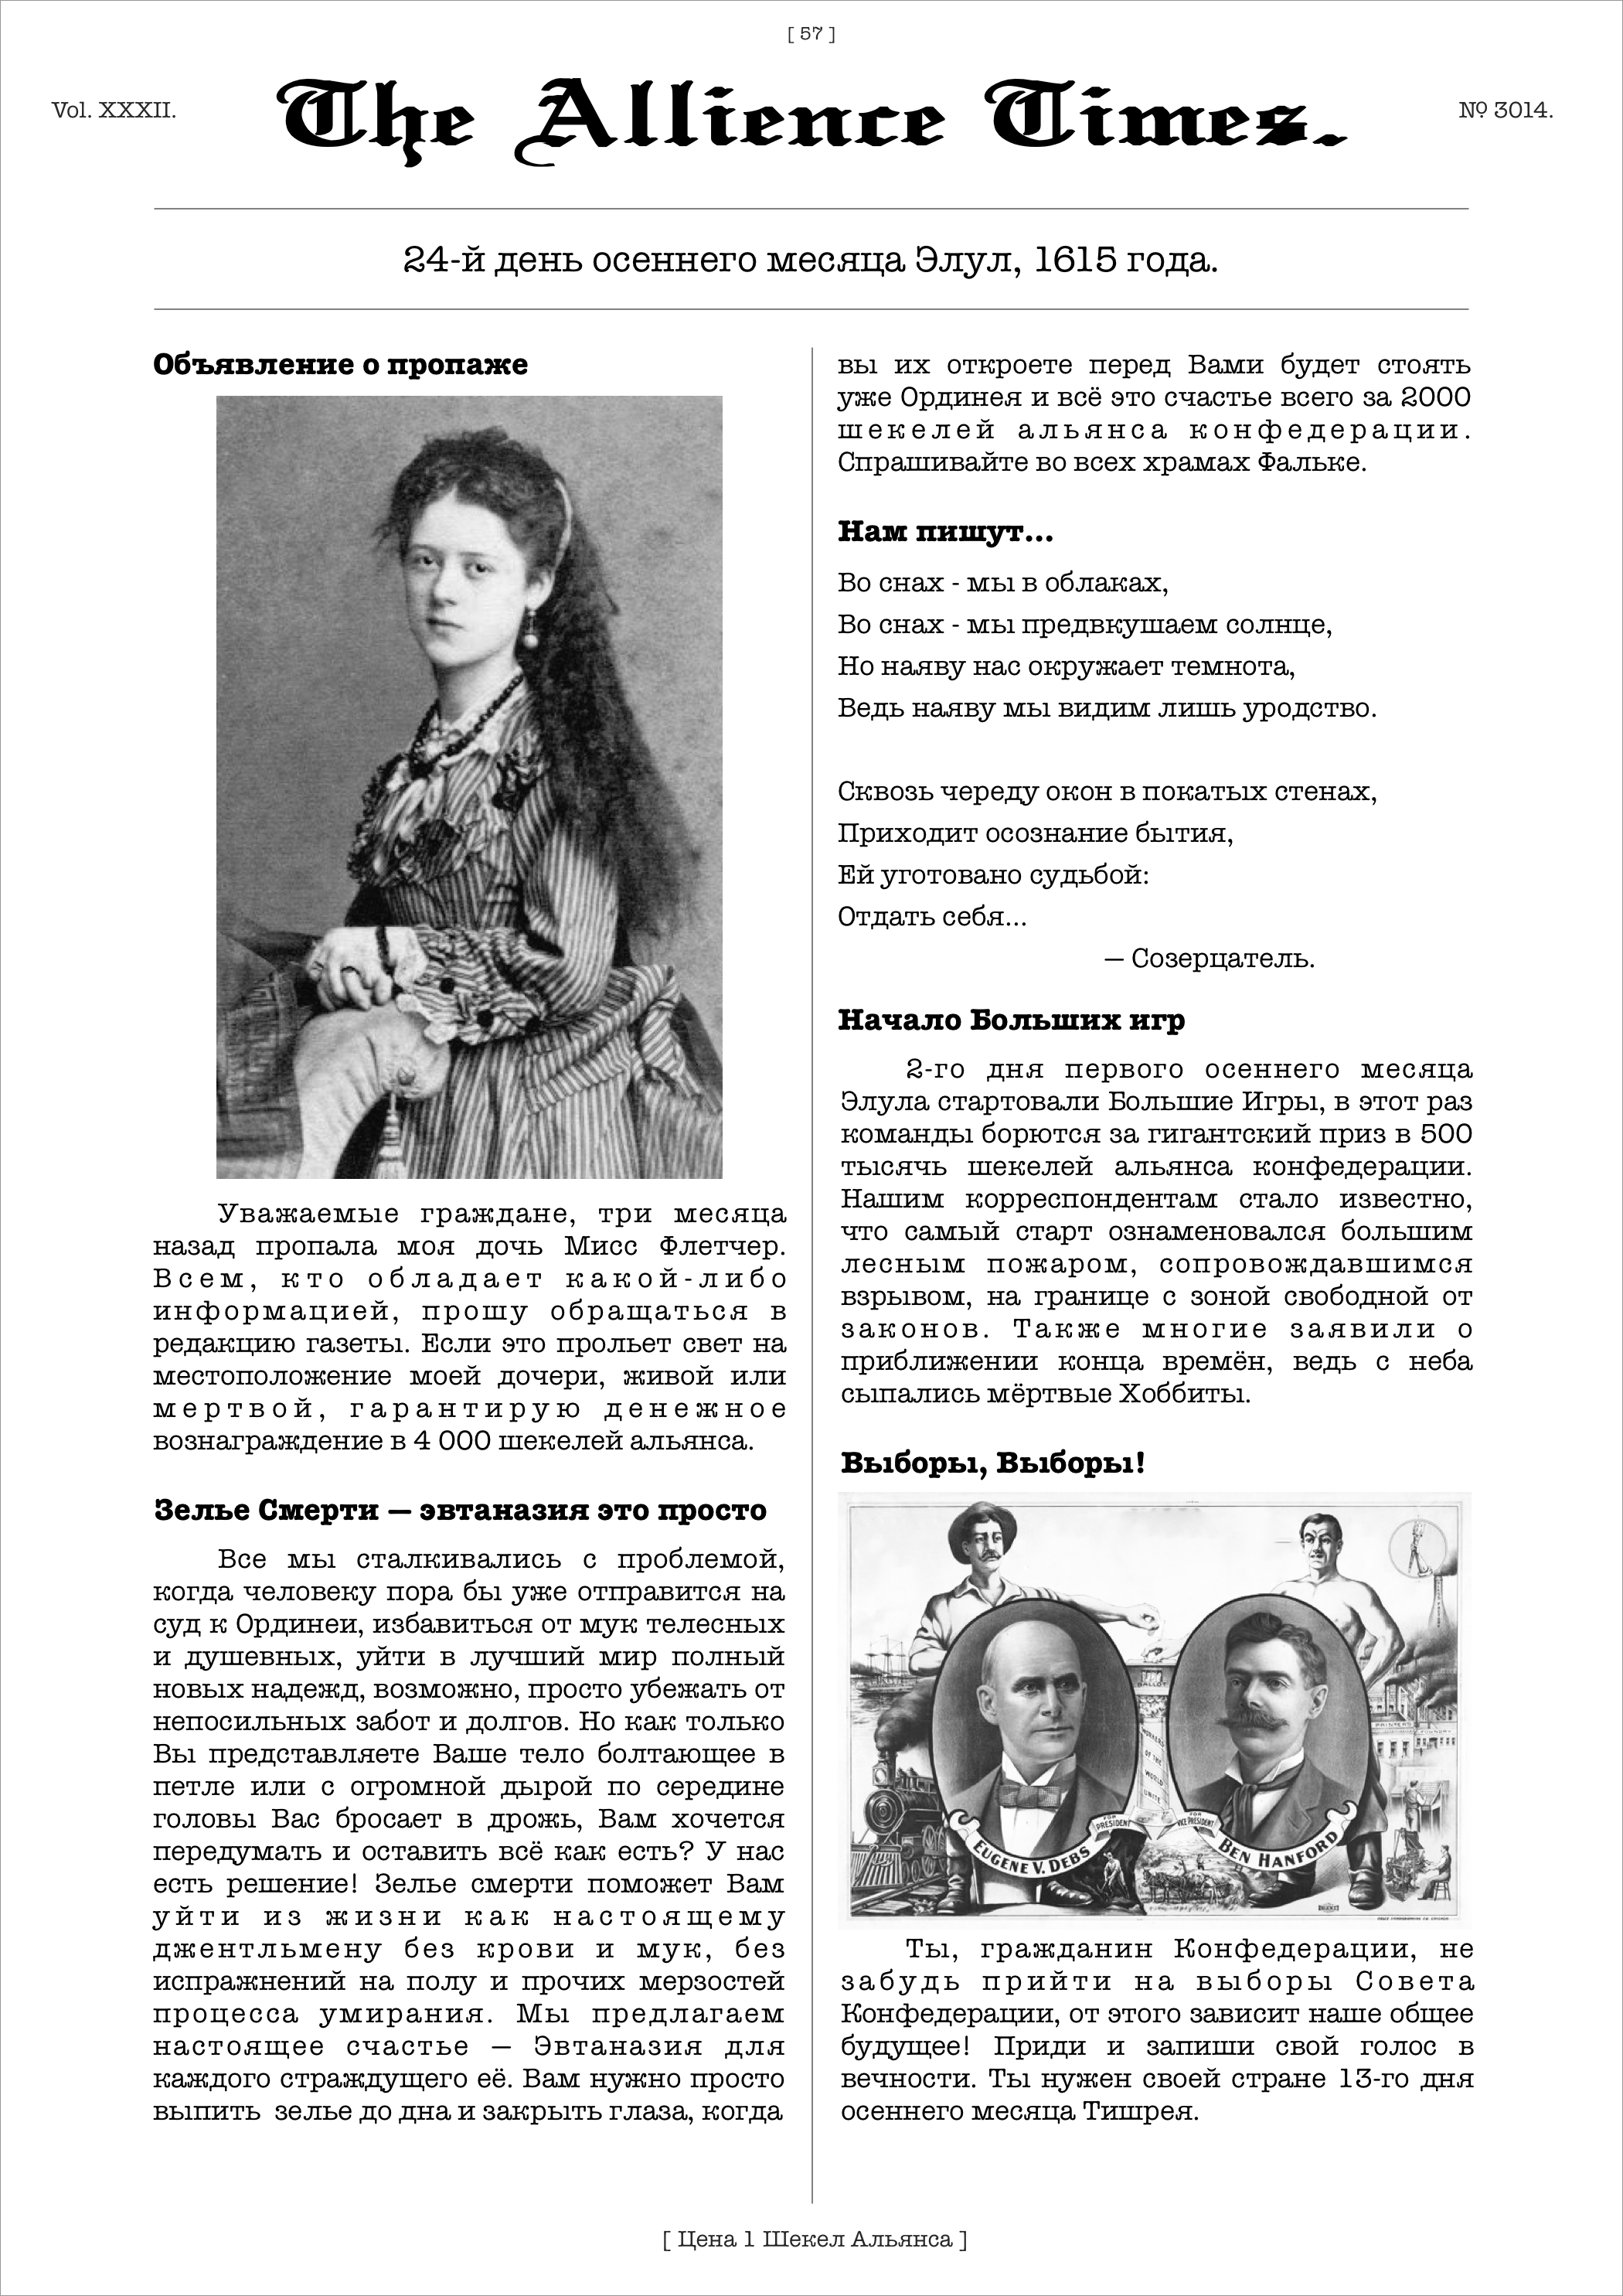 [ 57 ]
Vol. XXXII.
The Allience Times.
№ 3014.
24-й день осеннего месяца Элул, 1615 года.
Объявление о пропаже
Уважаемые граждане, три месяца
назад пропала моя дочь Мисс Флетчер.
Всем, кто обладает какой-либо
информацией, прошу обращаться в
редакцию газеты. Если это прольет свет на
местоположение моей дочери, живой или
мертвой, гарантирую денежное
вознаграждение в 4 000 шекелей альянса.
Зелье Смерти — эвтаназия это просто
Все мы сталкивались с проблемой,
когда человеку пора бы уже отправится на
суд к Ординеи, избавиться от мук телесных
и душевных, уйти в лучший мир полный
новых надежд, возможно, просто убежать от
непосильных забот и долгов. Но как только
Вы представляете Ваше тело болтающее в
петле или с огромной дырой по середине
головы Вас бросает в дрожь, Вам хочется
передумать и оставить всё как есть? У нас
есть решение! Зелье смерти поможет Вам
уйти из жизни как настоящему
джентльмену без крови и мук, без
испражнений на полу и прочих мерзостей
процесса умирания. Мы предлагаем
настоящее счастье — Эвтаназия для
каждого страждущего её. Вам нужно просто
выпить зелье до дна и закрыть глаза, когда
вы их откроете перед Вами будет стоять
уже Ординея и всё это счастье всего за 2000
шекелей альянса конфедерации.
Спрашивайте во всех храмах Фальке.
Нам пишут...
Во снах - мы в облаках,
Во снах - мы предвкушаем солнце,
Но наяву нас окружает темнота,
Ведь наяву мы видим лишь уродство.
Сквозь череду окон в покатых стенах,
Приходит осознание бытия,
Ей уготовано судьбой:
Отдать себя...
— Созерцатель.
Начало Больших игр
2-го дня первого осеннего месяца
Элула стартовали Большие Игры, в этот раз
команды борются за гигантский приз в 500
тысячь шекелей альянса конфедерации.
Нашим корреспондентам стало известно,
что самый старт ознаменовался большим
лесным пожаром, сопровождавшимся
взрывом, на границе с зоной свободной от
законов. Также многие заявили о
приближении конца времён, ведь с неба
сыпались мёртвые Хоббиты.
Выборы, Выборы!
BALLOT
WORKERS
OF THE
WORLD
UNITE
PRINTERS
FOUNDRY
FOR
PRESIDENT
FOR
VICE PRESIDENT
EUGENE V. DEBS
BEN HANFORD
Ты, гражданин Конфедерации, не
забудь прийти на выборы Совета
Конфедерации, от этого зависит наше общее
будущее! Приди и запиши свой голос в
вечности. Ты нужен своей стране 13-го дня
осеннего месяца Тишрея.
[ Цена 1 Шекел Альянса ]